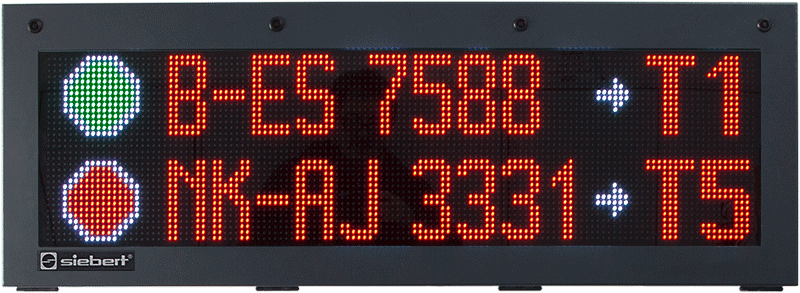 B-ES 7588 → T1
NK-AJ 3331 → T5
siebert